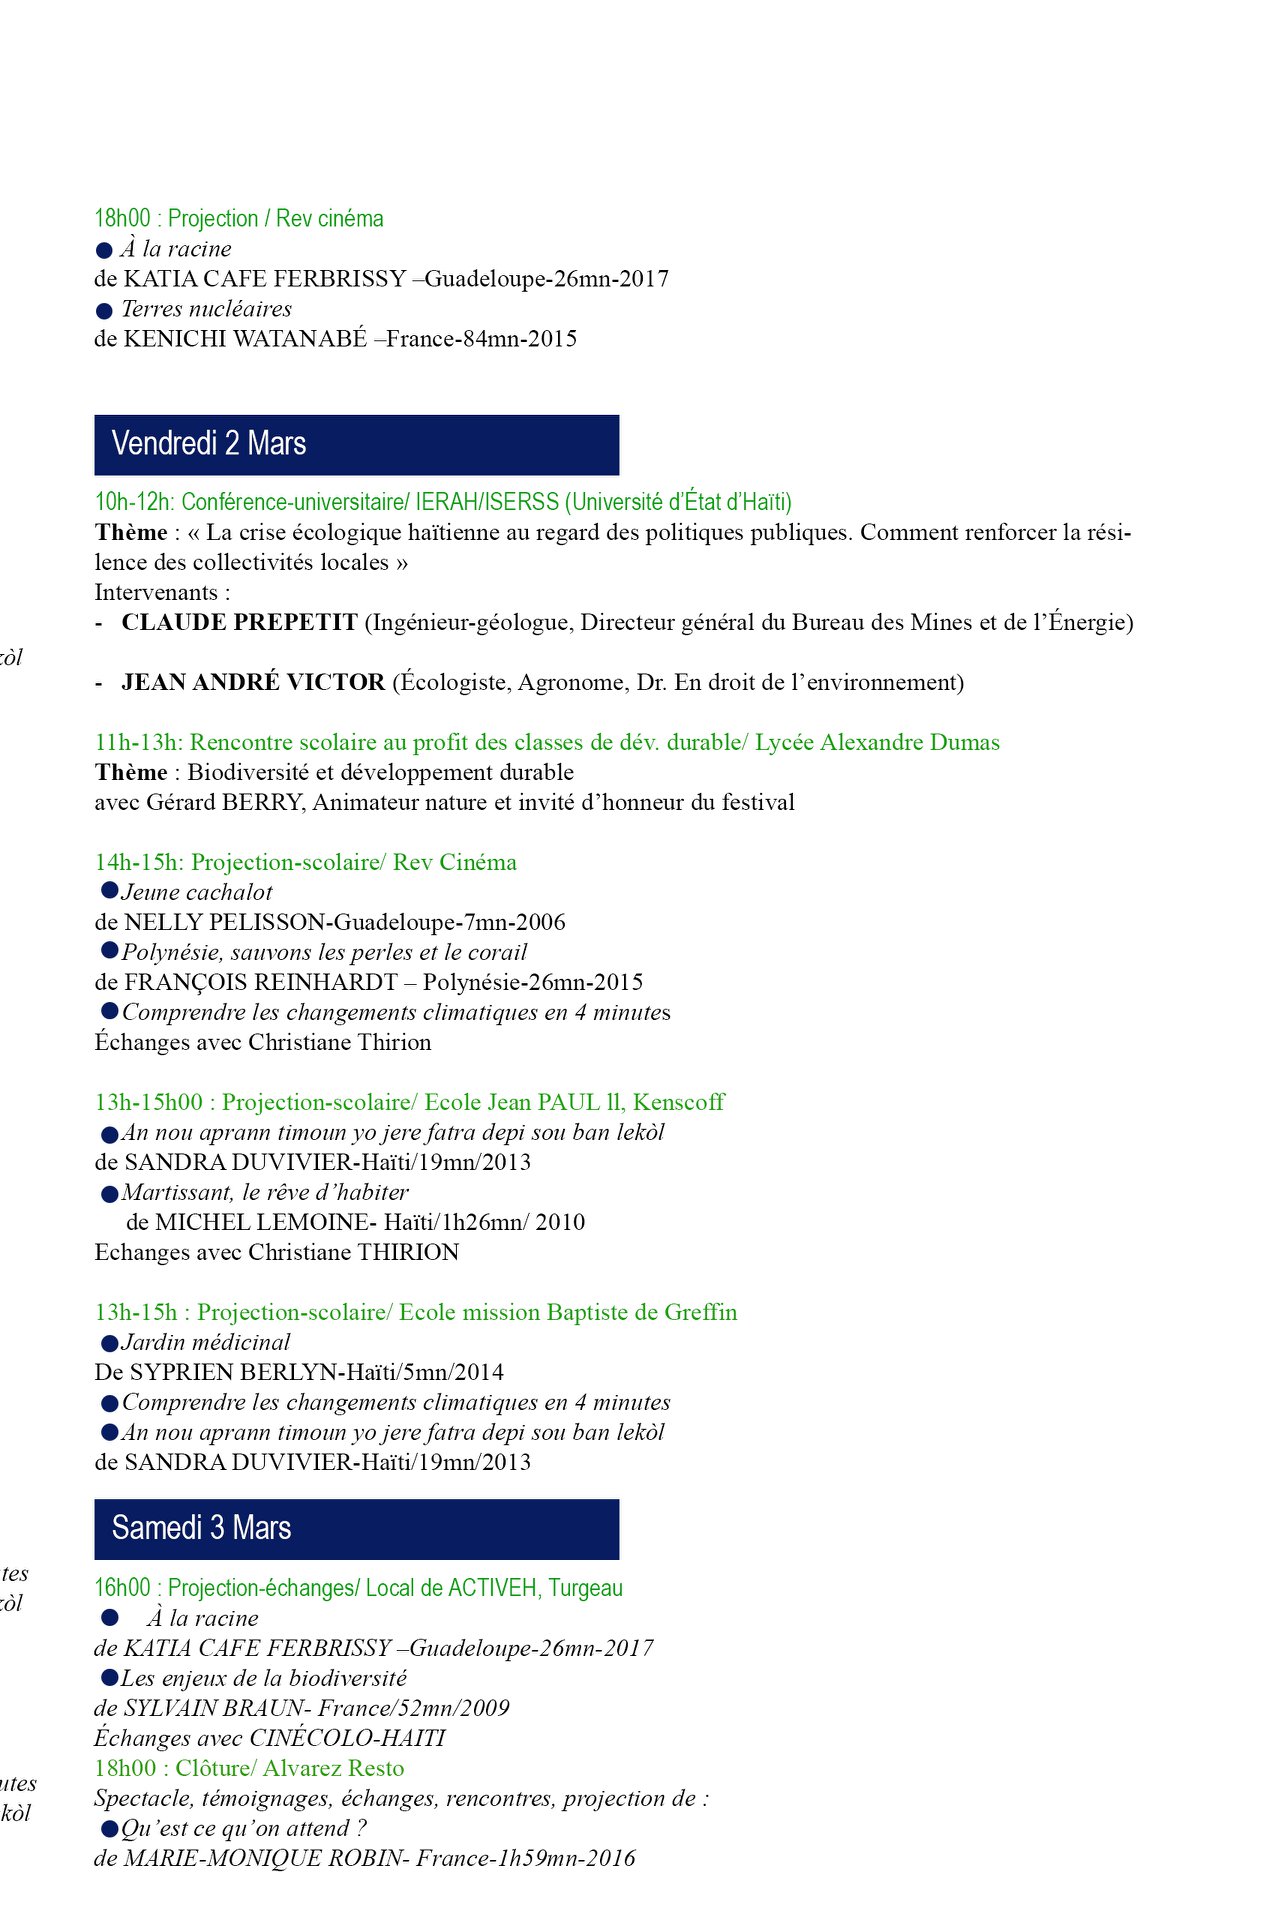 18h00 : Projection / Rev cinéma
● À la racine
de KATIA CAFE FERBRISSY –Guadeloupe-26mn-2017
● Terres nucléaires
de KENICHI WATANABÉ –France-84mn-2015
Vendredi 2 Mars
10h-12h: Conférence-universitaire/ IERAH/ISERSS (Université d’État d’Haïti)
Thème : « La crise écologique haïtienne au regard des politiques publiques. Comment renforcer la rési-
lence des collectivités locales »
Intervenants :
- CLAUDE PREPETIT (Ingénieur-géologue, Directeur général du Bureau des Mines et de l’Énergie)
- JEAN ANDRÉ VICTOR (Écologiste, Agronome, Dr. En droit de l’environnement)
11h-13h: Rencontre scolaire au profit des classes de dév. durable/ Lycée Alexandre Dumas
Thème : Biodiversité et développement durable
avec Gérard BERRY, Animateur nature et invité d’honneur du festival
14h-15h: Projection-scolaire/ Rev Cinéma
● Jeune cachalot
de NELLY PELISSON-Guadeloupe-7mn-2006
● Polynésie, sauvons les perles et le corail
de FRANÇOIS REINHARDT – Polynésie-26mn-2015
● Comprendre les changements climatiques en 4 minutes
Échanges avec Christiane Thirion
13h-15h00 : Projection-scolaire/ Ecole Jean PAUL ll, Kenscoff
● An nou aprann timoun yo jere fatra depi sou ban lekòl
de SANDRA DUVIVIER-Haïti/19mn/2013
● Martissant, le rêve d’habiter
de MICHEL LEMOINE- Haïti/1h26mn/ 2010
Echanges avec Christiane THIRION
13h-15h : Projection-scolaire/ Ecole mission Baptiste de Greffin
● Jardin médicinal
De SYPRIEN BERLYN-Haïti/5mn/2014
● Comprendre les changements climatiques en 4 minutes
● An nou aprann timoun yo jere fatra depi sou ban lekòl
de SANDRA DUVIVIER-Haïti/19mn/2013
Samedi 3 Mars
16h00 : Projection-échanges/ Local de ACTIVEH, Turgeau
● À la racine
de KATIA CAFE FERBRISSY –Guadeloupe-26mn-2017
● Les enjeux de la biodiversité
de SYLVAIN BRAUN- France/52mn/2009
Échanges avec CINÉCOLO-HAITI
18h00 : Clôture/ Alvarez Resto
Spectacle, témoignages, échanges, rencontres, projection de :
● Qu’est ce qu’on attend ?
de MARIE-MONIQUE ROBIN- France-1h59mn-2016